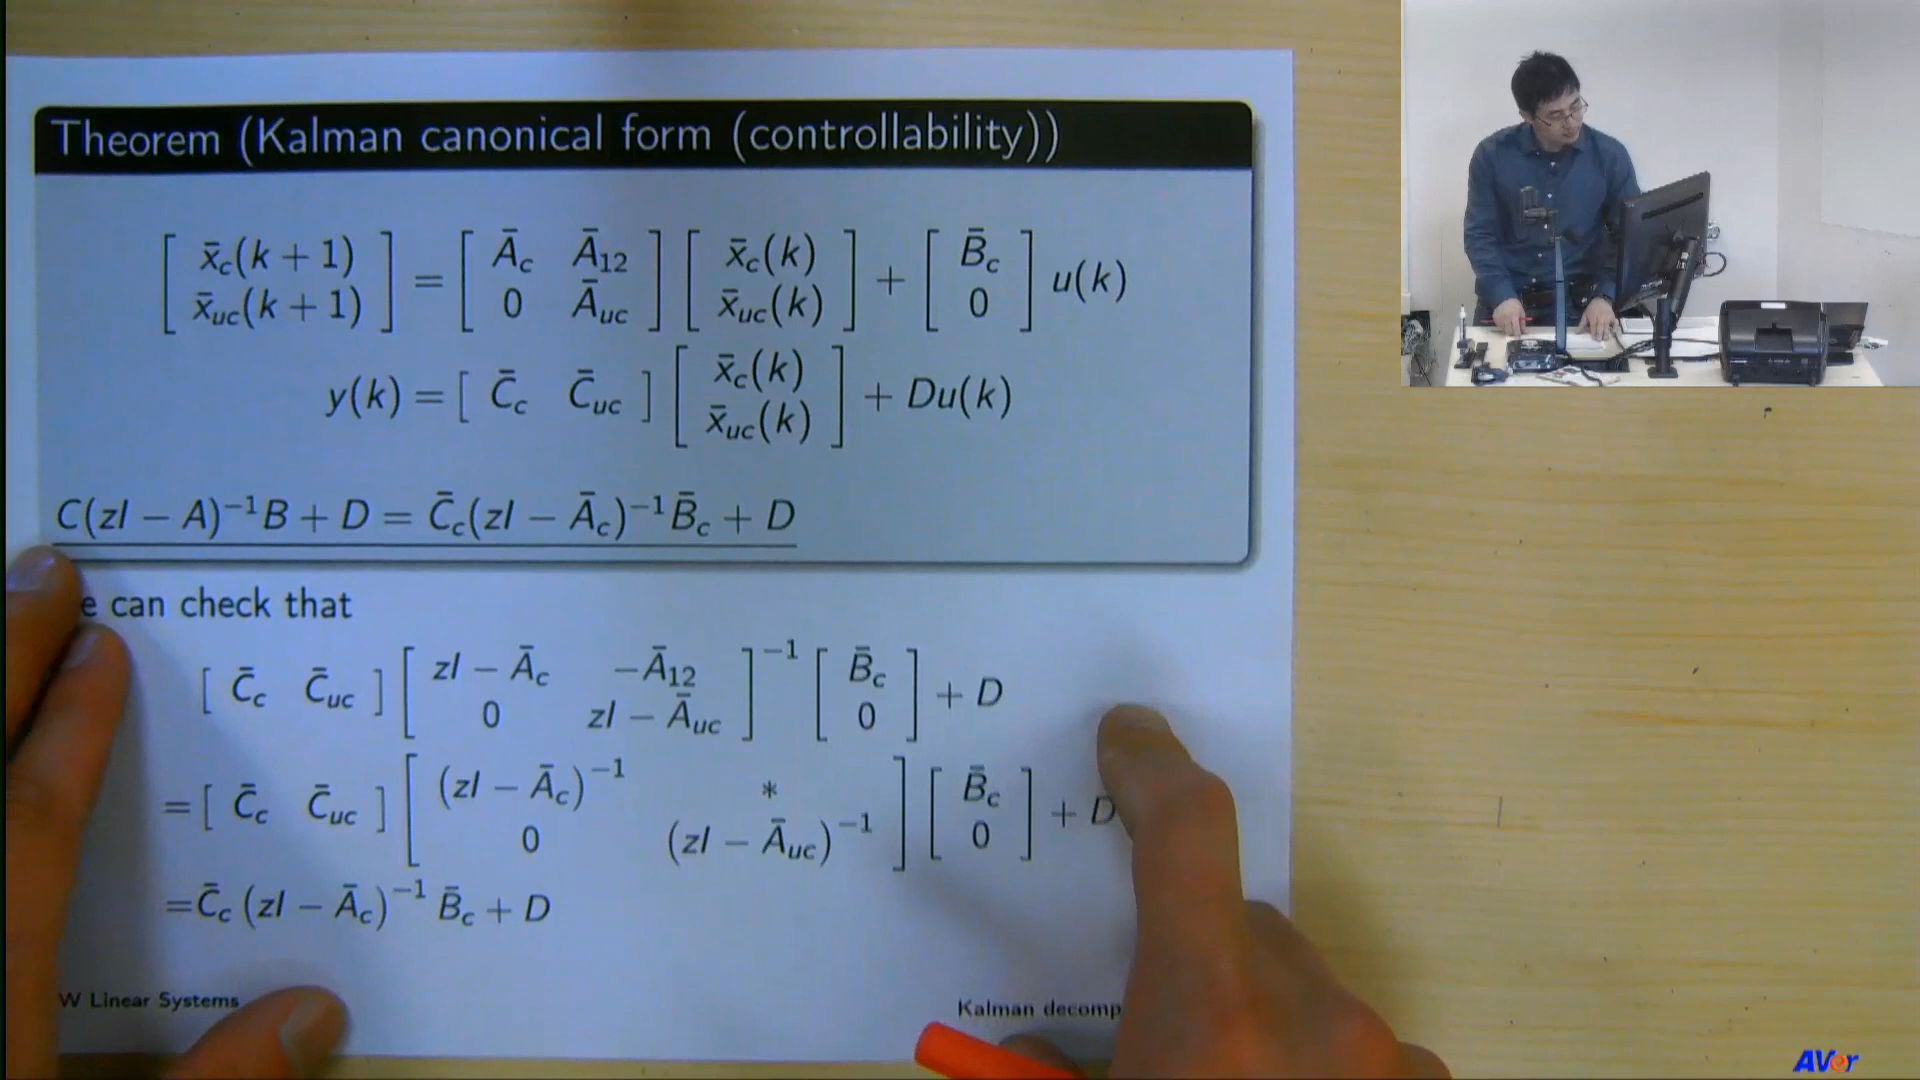 Theorem (Kalman canonical form (controllability))
[ x̄_c(k + 1) ; x̄_uc(k + 1) ] = [ Ā_c Ā_12 ; 0 Ā_uc ] [ x̄_c(k) ; x̄_uc(k) ] + [ B̄_c ; 0 ] u(k)
y(k) = [ C̄_c C̄_uc ] [ x̄_c(k) ; x̄_uc(k) ] + Du(k)
C(zI − A)⁻¹B + D = C̄_c(zI − Ā_c)⁻¹B̄_c + D
e can check that
[ C̄_c C̄_uc ] [ zI − Ā_c −Ā_12 ; 0 zI − Ā_uc ]⁻¹ [ B̄_c ; 0 ] + D
= [ C̄_c C̄_uc ] [ (zI − Ā_c)⁻¹ * ; 0 (zI − Ā_uc)⁻¹ ] [ B̄_c ; 0 ] + D
= C̄_c (zI − Ā_c)⁻¹ B̄_c + D
W Linear Systems
Kalman decomp
AVer